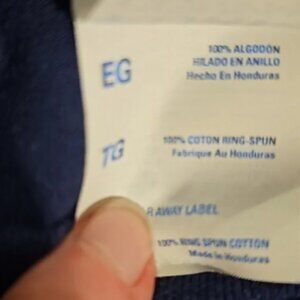 100% ALGODÓN
EG
HILADO EN ANILLO
Hecho En Honduras
100% COTON RING-SPUN
TG
Fabrique Au Honduras
AWAY LABEL
100% RING SPUN COTTON
Made in Honduras